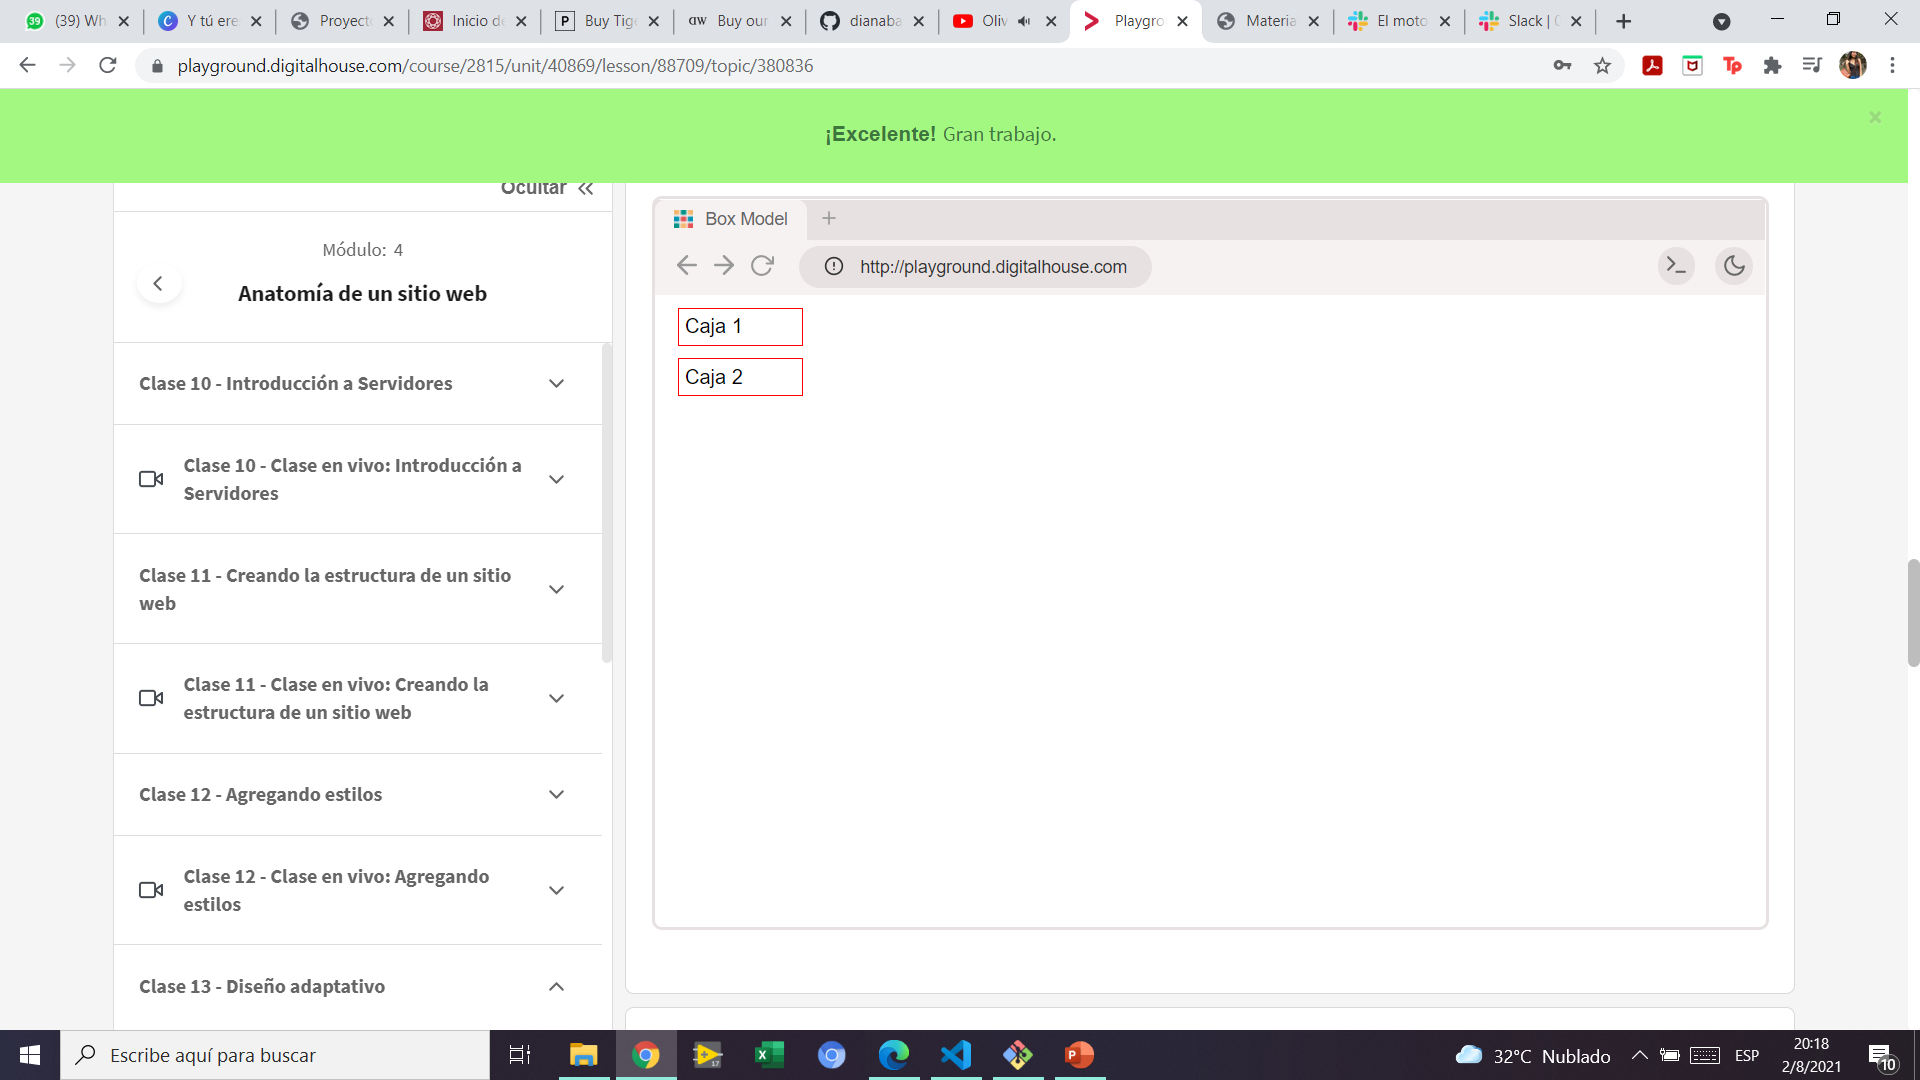 39
(39) Wh
Y tú ere
Proyect
Inicio de
Buy Tig
Buy our
dianaba
Oliv
Playgro
Materia
El moto
Slack |
playground.digitalhouse.com/course/2815/unit/40869/lesson/88709/topic/380836
¡Excelente! Gran trabajo.
Ocultar
Módulo: 4
Anatomía de un sitio web
Clase 10 - Introducción a Servidores
Clase 10 - Clase en vivo: Introducción a
Servidores
Clase 11 - Creando la estructura de un sitio
web
Clase 11 - Clase en vivo: Creando la
estructura de un sitio web
Clase 12 - Agregando estilos
Clase 12 - Clase en vivo: Agregando
estilos
Clase 13 - Diseño adaptativo
Box Model
http://playground.digitalhouse.com
Caja 1
Caja 2
Escribe aquí para buscar
32°C Nublado
ESP
20:18
2/8/2021
10